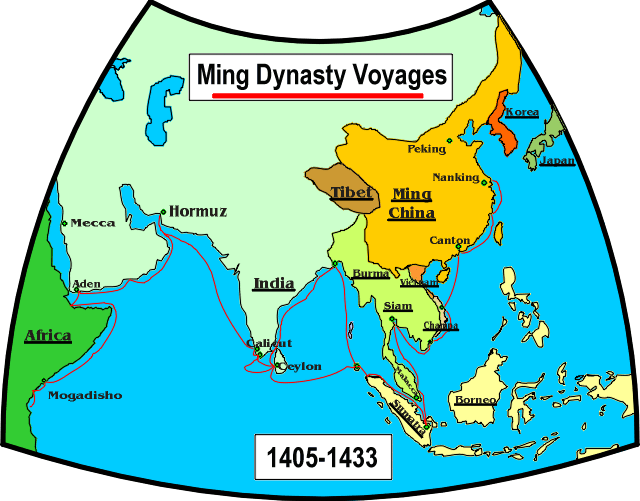 Ming Dynasty Voyages
Korea
Peking
Japan
Nanking
Tibet
Ming
China
Hormuz
Mecca
Canton
Burma
Vietnam
Aden
India
Siam
Champa
Africa
Calicut
Ceylon
Malacca
Mogadisho
Borneo
Sumatra
1405-1433